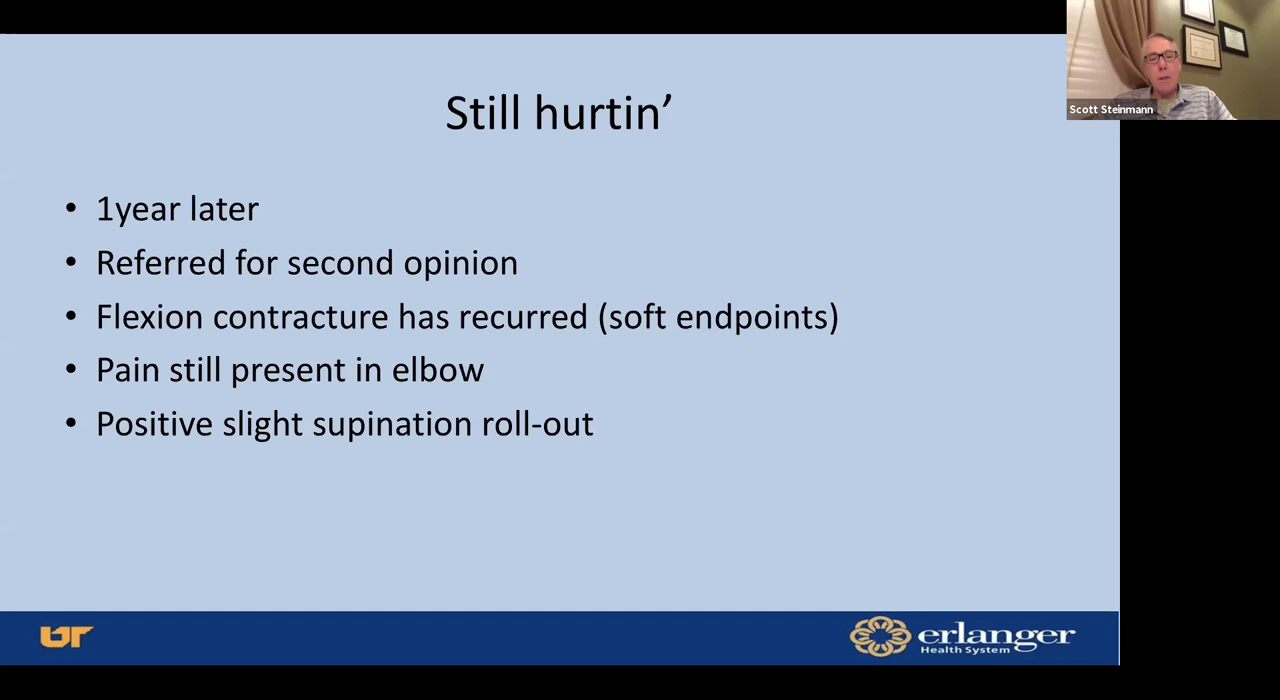 Scott Steinmann
Still hurtin’
• 1year later
• Referred for second opinion
• Flexion contracture has recurred (soft endpoints)
• Pain still present in elbow
• Positive slight supination roll-out
UT
erlanger
Health System